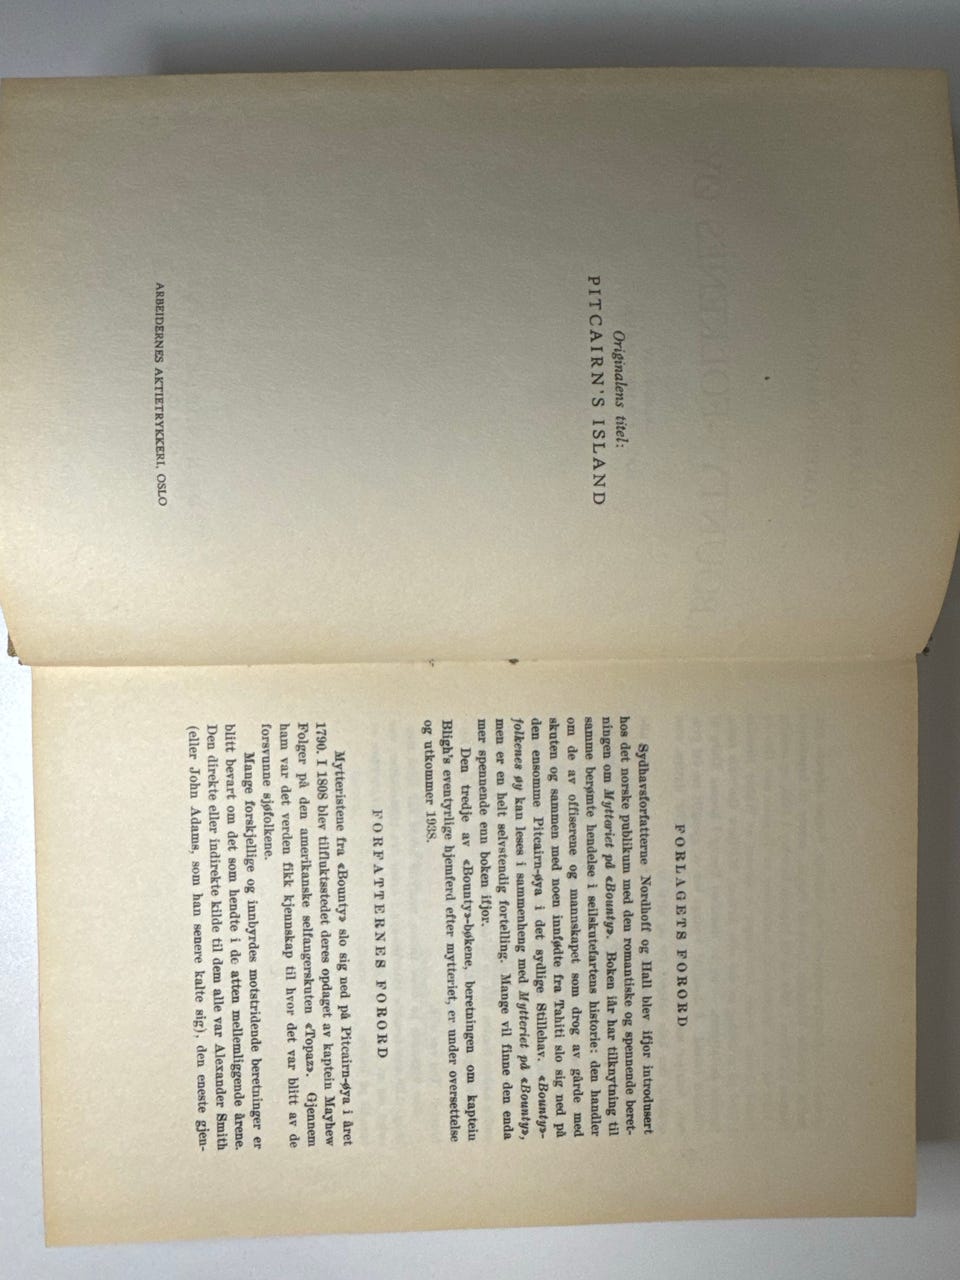 Originalens titel:
PITCAIRN'S ISLAND
ARBEIDERNES AKTIETRYKKERI, OSLO
FORLAGETS FORORD
Sydhavsforfatterne Nordhoff og Hall blev ifjor introdusert
hos det norske publikum med den romantiske og spennende beret-
ningen om Mytteriet på «Bounty». Boken iår har tilknytning til
samme berømte hendelse i seilskutefartens historie: den handler
om de av offiserene og mannskapet som drog av gårde med
skuten og sammen med noen innfødte fra Tahiti slo sig ned på
den ensomme Pitcairn-øya i det sydlige Stillehav. «Bounty»-
folkenes øy kan leses i sammenheng med Mytteriet på «Bounty»,
men er en helt selvstendig fortelling. Mange vil finne den enda
mer spennende enn boken ifjor.
Den tredje av «Bounty»-bøkene, beretningen om kaptein
Bligh's eventyrlige hjemferd efter mytteriet, er under oversettelse
og utkommer 1938.
FORFATTERNES FORORD
Mytteristene fra «Bounty» slo sig ned på Pitcairn-øya i året
1790. I 1808 blev tilfluktsstedet deres opdaget av kaptein Mayhew
Folger på den amerikanske selfangerskuten «Topaz». Gjennem
ham var det verden fikk kjennskap til hvor det var blitt av de
forsvunne sjøfolkene.
Mange forskjellige og innbyrdes motstridende beretninger er
blitt bevart om det som hendte i de atten mellemliggende årene.
Den direkte eller indirekte kilde til dem alle var Alexander Smith
(eller John Adams, som han senere kalte sig), den eneste gjen-